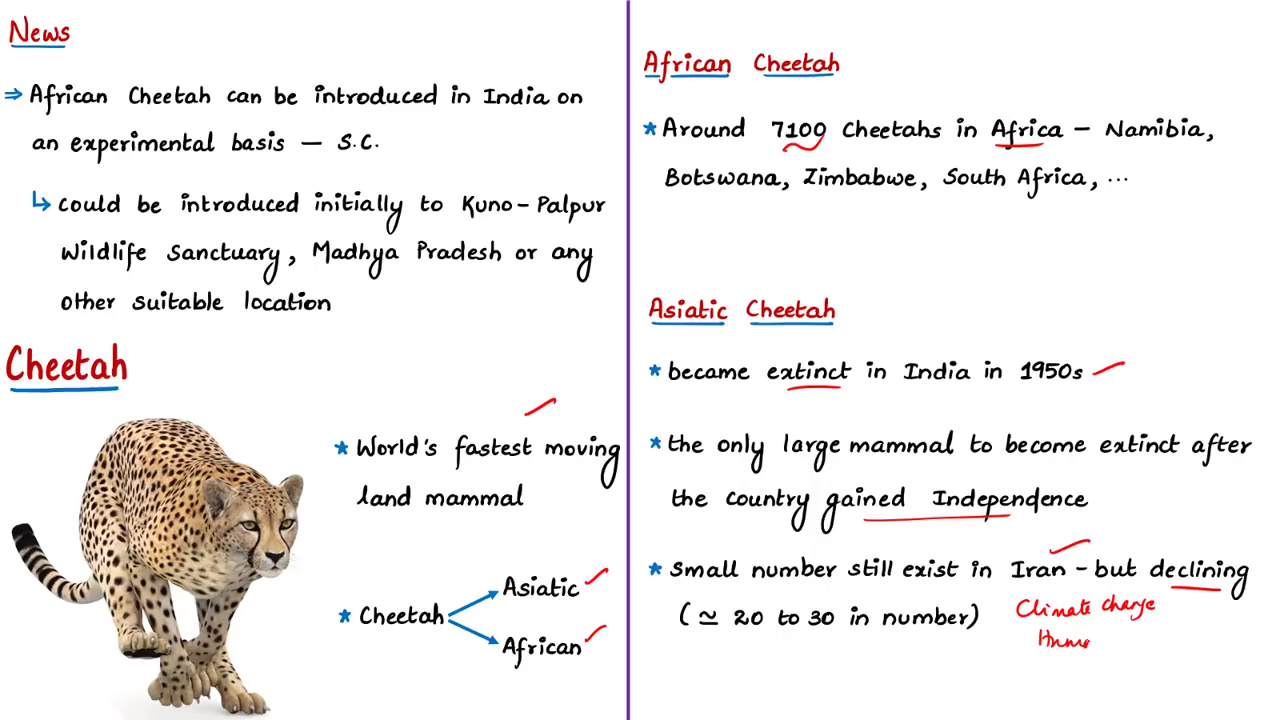 News
⇒ African Cheetah can be introduced in India on
an experimental basis — S.C.
↳ could be introduced initially to Kuno-Palpur
Wildlife Sanctuary, Madhya Pradesh or any
other suitable location
Cheetah
* World's fastest moving
land mammal
* Cheetah
Asiatic
African
African Cheetah
* Around 7100 Cheetahs in Africa – Namibia,
Botswana, Zimbabwe, South Africa, ...
Asiatic Cheetah
* became extinct in India in 1950s
* the only large mammal to become extinct after
the country gained Independence
* Small number still exist in Iran – but declining
(≃ 20 to 30 in number)
Climate change